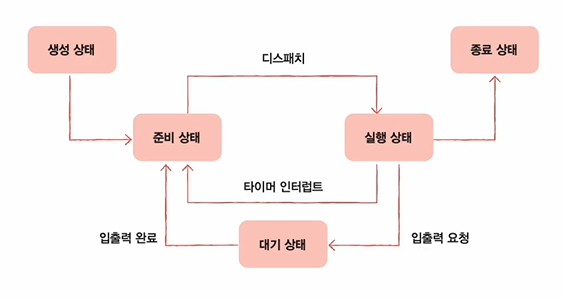 생성 상태
종료 상태
디스패치
준비 상태
실행 상태
타이머 인터럽트
입출력 완료
대기 상태
입출력 요청